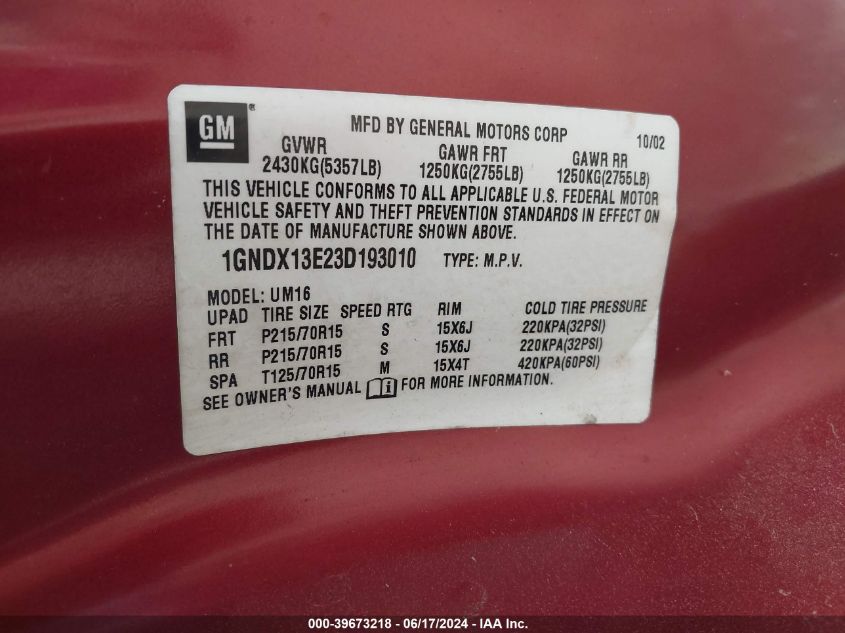 GM ®
MFD BY GENERAL MOTORS CORP 10/02
GVWR GAWR FRT GAWR RR
2430KG(5357LB) 1250KG(2755LB) 1250KG(2755LB)
THIS VEHICLE CONFORMS TO ALL APPLICABLE U.S. FEDERAL MOTOR
VEHICLE SAFETY AND THEFT PREVENTION STANDARDS IN EFFECT ON
THE DATE OF MANUFACTURE SHOWN ABOVE.
1GNDX13E23D193010 TYPE: M.P.V.
MODEL: UM16
UPAD TIRE SIZE SPEED RTG RIM COLD TIRE PRESSURE
FRT P215/70R15 S 15X6J 220KPA(32PSI)
RR P215/70R15 S 15X6J 220KPA(32PSI)
SPA T125/70R15 M 15X4T 420KPA(60PSI)
SEE OWNER'S MANUAL i FOR MORE INFORMATION.
000-39673218 - 06/17/2024 - IAA Inc.